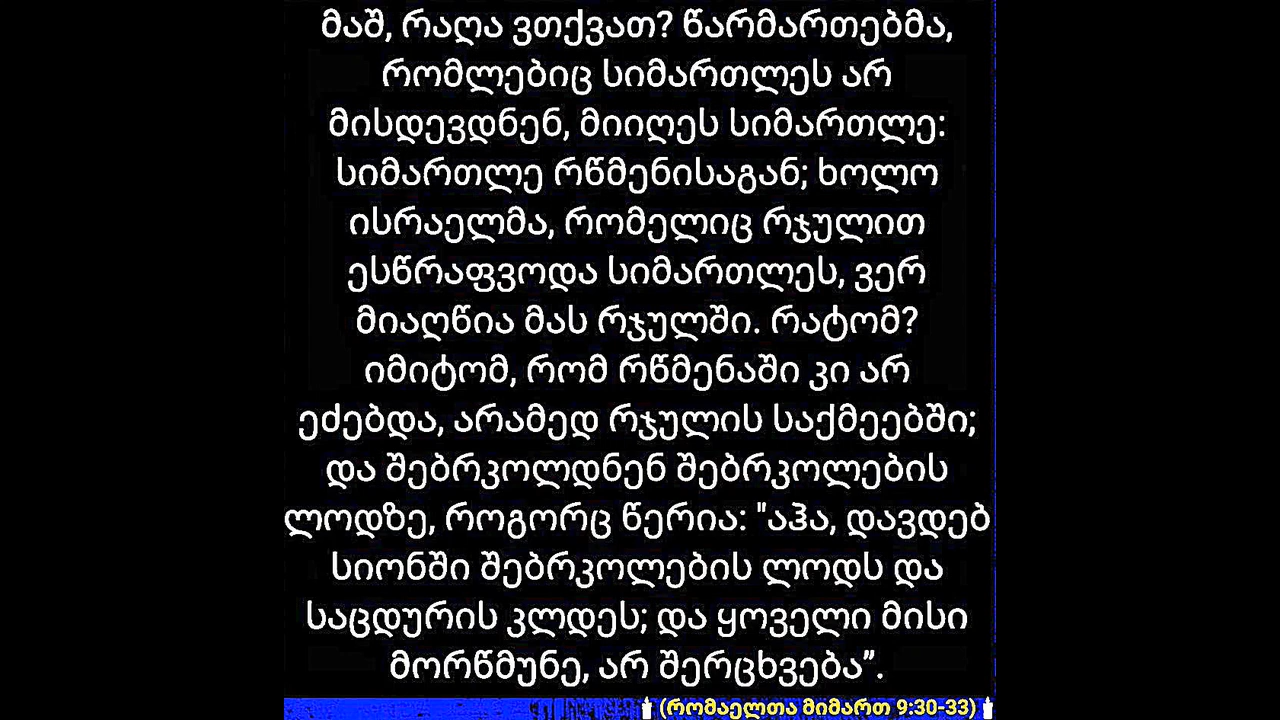 მაშ, რაღა ვთქვათ? წარმართებმა,
რომლებიც სიმართლეს არ
მისდევდნენ, მიიღეს სიმართლე:
სიმართლე რწმენისაგან; ხოლო
ისრაელმა, რომელიც რჯულით
ესწრაფვოდა სიმართლეს, ვერ
მიაღწია მას რჯულში. რატომ?
იმიტომ, რომ რწმენაში კი არ
ეძებდა, არამედ რჯულის საქმეებში;
და შებრკოლდნენ შებრკოლების
ლოდზე, როგორც წერია: "აჰა, დავდებ
სიონში შებრკოლების ლოდს და
საცდურის კლდეს; და ყოველი მისი
მორწმუნე, არ შერცხვება”.
(რომაელთა მიმართ 9:30-33)